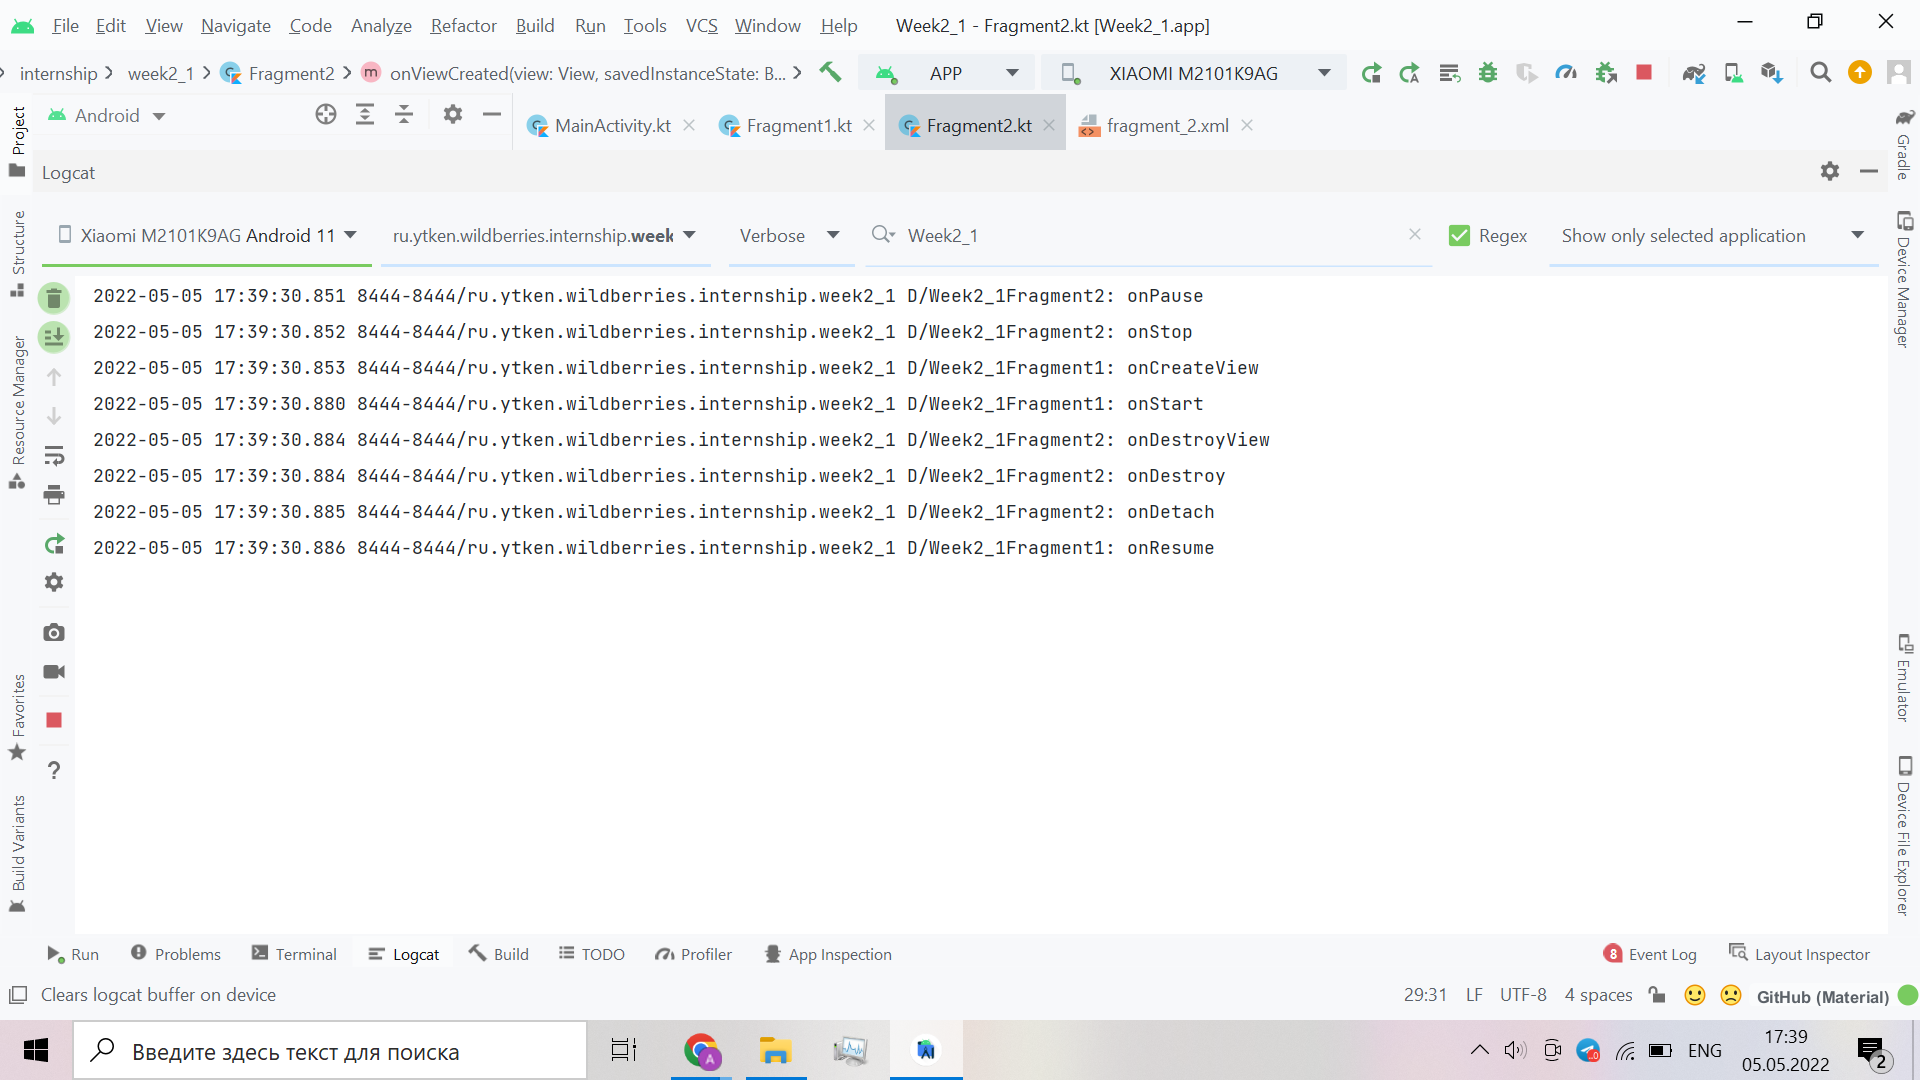 File Edit View Navigate Code Analyze Refactor Build Run Tools VCS Window Help Week2_1 - Fragment2.kt [Week2_1.app]
internship week2_1 Fragment2 m onViewCreated(view: View, savedInstanceState: B... APP XIAOMI M2101K9AG
Android MainActivity.kt Fragment1.kt Fragment2.kt fragment_2.xml
Logcat
Xiaomi M2101K9AG Android 11 ru.ytken.wildberries.internship.week Verbose Week2_1 Regex Show only selected application
2022-05-05 17:39:30.851 8444-8444/ru.ytken.wildberries.internship.week2_1 D/Week2_1Fragment2: onPause
2022-05-05 17:39:30.852 8444-8444/ru.ytken.wildberries.internship.week2_1 D/Week2_1Fragment2: onStop
2022-05-05 17:39:30.853 8444-8444/ru.ytken.wildberries.internship.week2_1 D/Week2_1Fragment1: onCreateView
2022-05-05 17:39:30.880 8444-8444/ru.ytken.wildberries.internship.week2_1 D/Week2_1Fragment1: onStart
2022-05-05 17:39:30.884 8444-8444/ru.ytken.wildberries.internship.week2_1 D/Week2_1Fragment2: onDestroyView
2022-05-05 17:39:30.884 8444-8444/ru.ytken.wildberries.internship.week2_1 D/Week2_1Fragment2: onDestroy
2022-05-05 17:39:30.885 8444-8444/ru.ytken.wildberries.internship.week2_1 D/Week2_1Fragment2: onDetach
2022-05-05 17:39:30.886 8444-8444/ru.ytken.wildberries.internship.week2_1 D/Week2_1Fragment1: onResume
Project
Structure
Resource Manager
Favorites
Build Variants
Gradle
Device Manager
Emulator
Device File Explorer
Run Problems Terminal Logcat Build TODO Profiler App Inspection 8 Event Log Layout Inspector
Clears logcat buffer on device 29:31 LF UTF-8 4 spaces GitHub (Material)
Введите здесь текст для поиска A ENG 17:39
05.05.2022 2